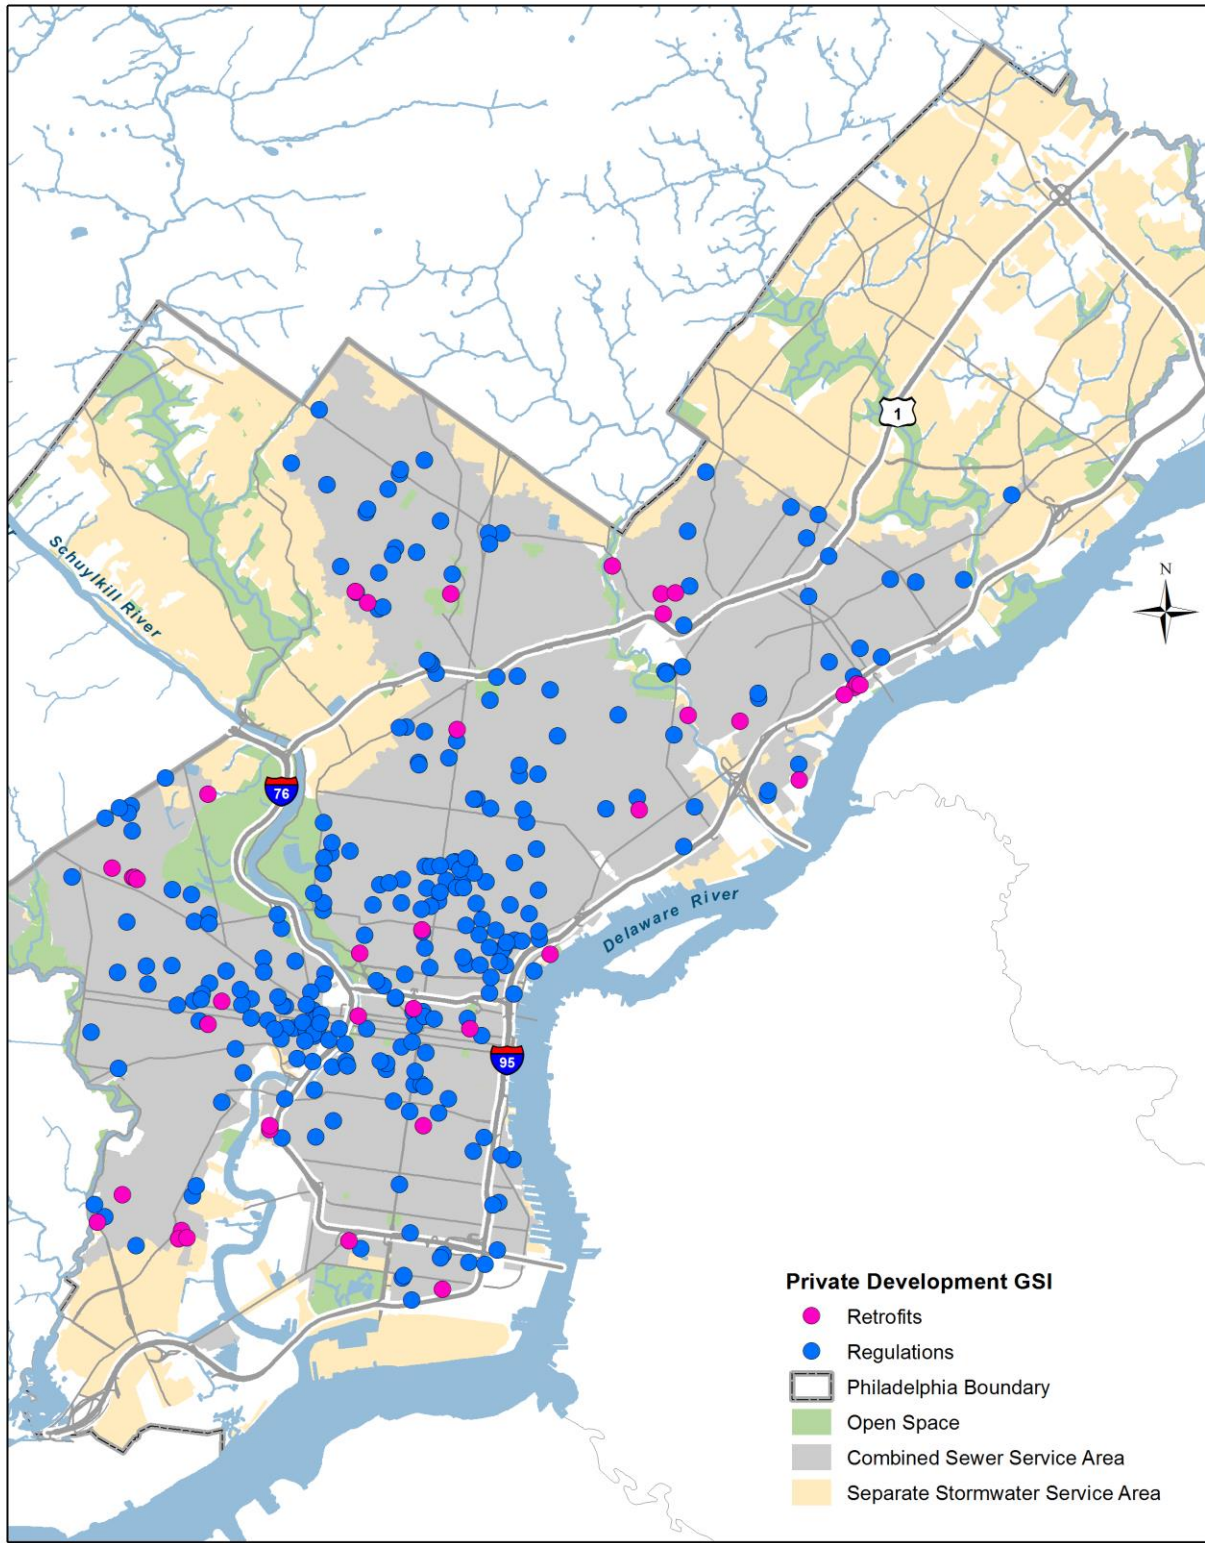 1
Schuylkill River
N
76
Delaware River
95
Private Development GSI
Retrofits
Regulations
Philadelphia Boundary
Open Space
Combined Sewer Service Area
Separate Stormwater Service Area